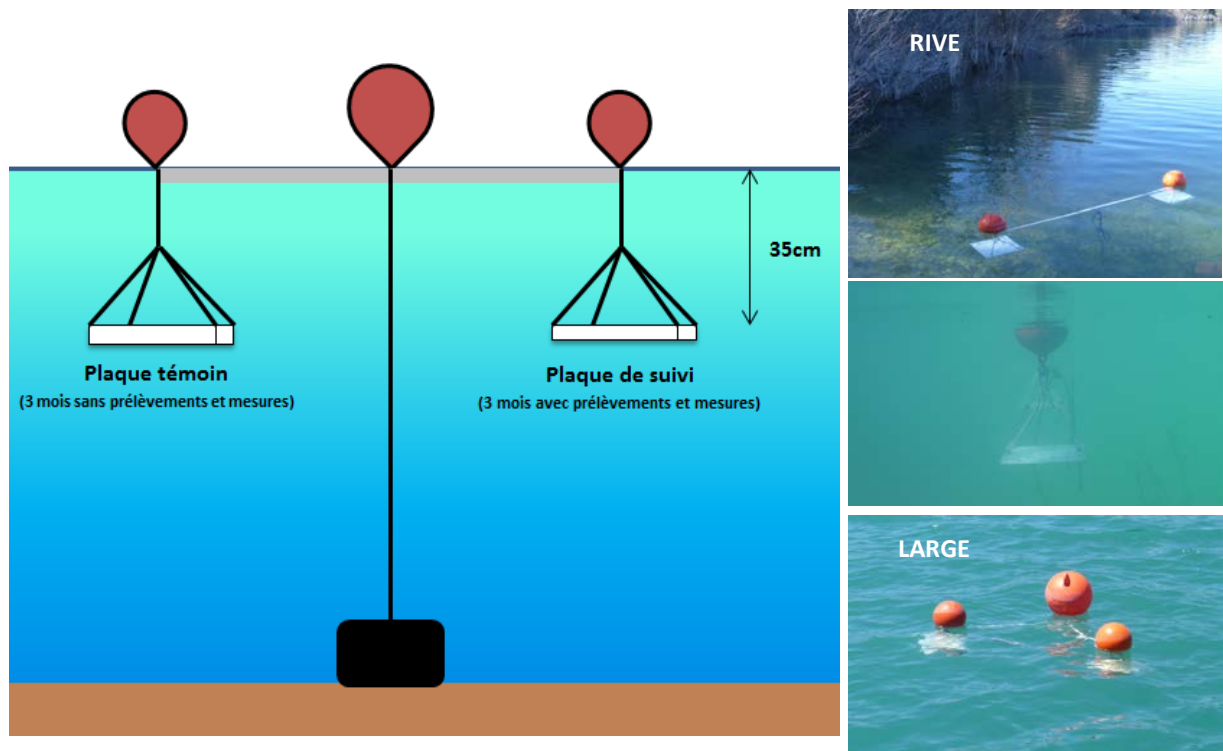 RIVE
35cm
Plaque témoin
(3 mois sans prélèvements et mesures)
Plaque de suivi
(3 mois avec prélèvements et mesures)
LARGE